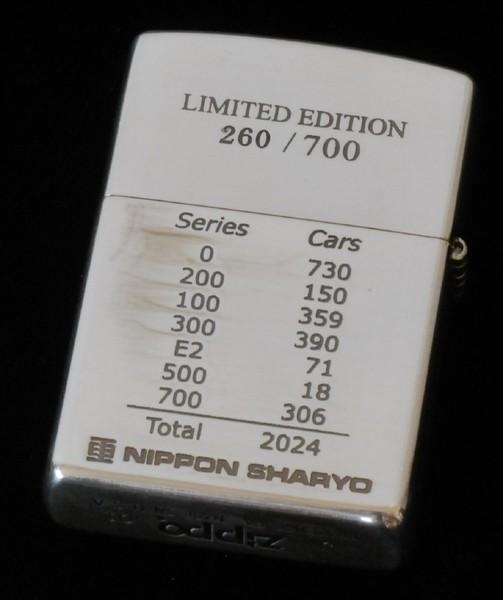 LIMITED EDITION
260 / 700
Series Cars
0 730
200 150
100 359
300 390
E2 71
500 18
700 306
Total 2024
NIPPON SHARYO
Zippo